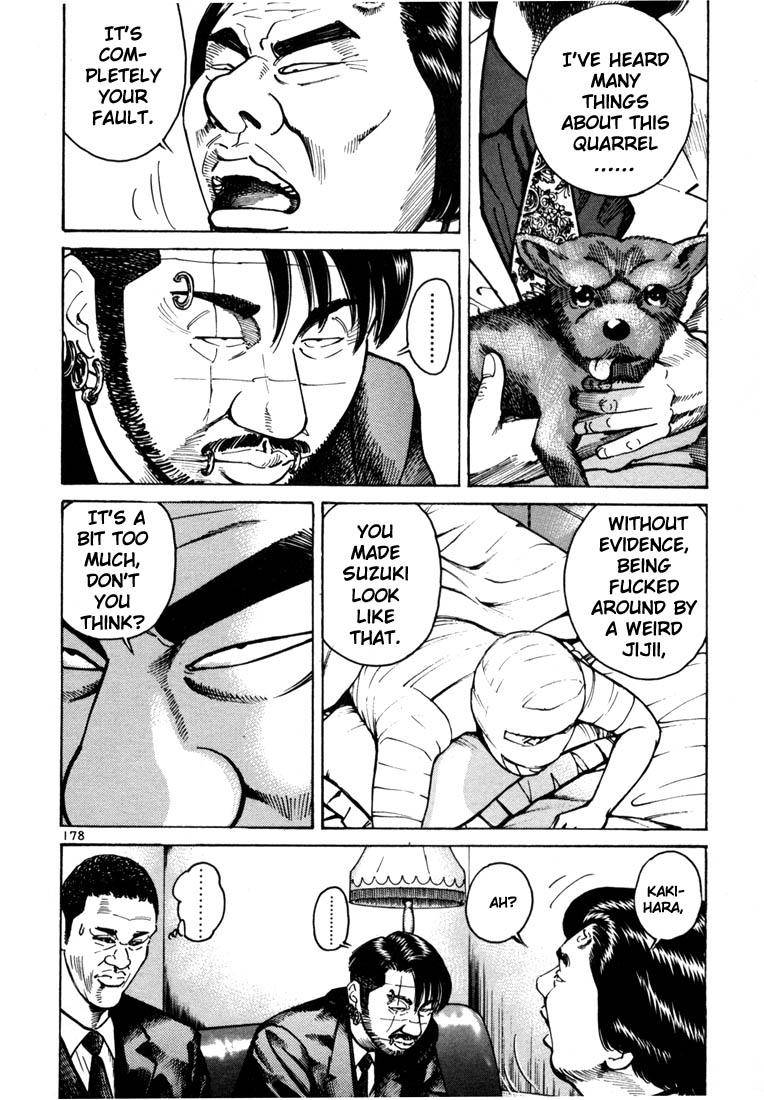 I'VE HEARD
MANY
THINGS
ABOUT THIS
QUARREL
......
IT'S
COM-
PLETELY
YOUR
FAULT.
........
WITHOUT
EVIDENCE,
BEING
FUCKED
AROUND BY
A WEIRD
JIJII,
YOU
MADE
SUZUKI
LOOK
LIKE
THAT.
IT'S A
BIT TOO
MUCH,
DON'T
YOU
THINK?
178
KAKI-
HARA,
AH?
........
........